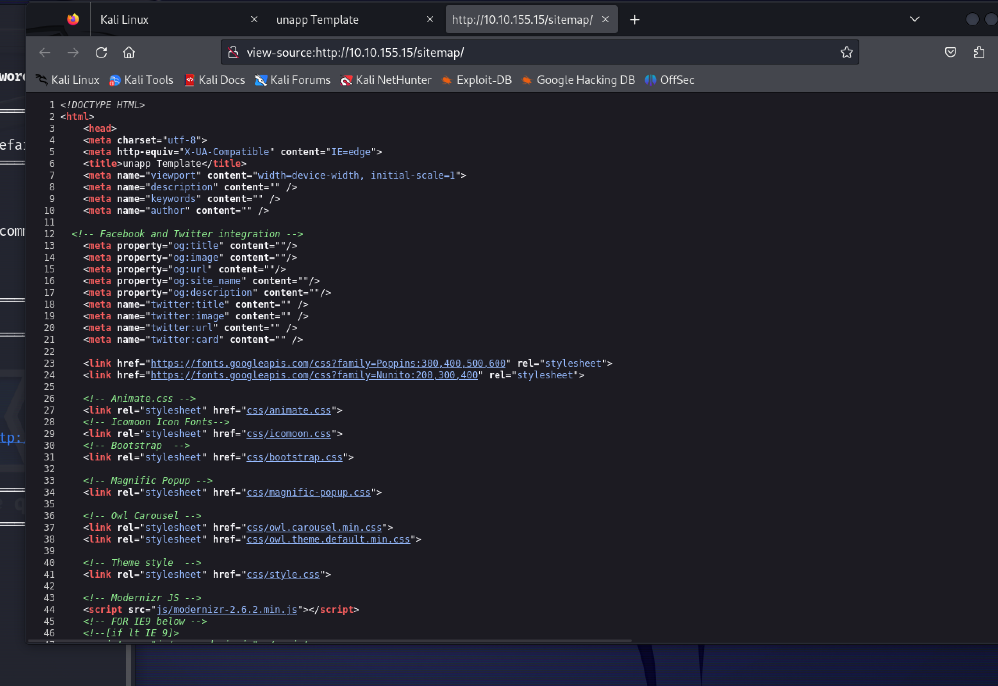 Kali Linux × unapp Template × http://10.10.155.15/sitemap/ × +
view-source:http://10.10.155.15/sitemap/
Kali Linux Kali Tools Kali Docs Kali Forums Kali NetHunter Exploit-DB Google Hacking DB OffSec
1 <!DOCTYPE HTML>
2 <html>
3 <head>
4 <meta charset="utf-8">
5 <meta http-equiv="X-UA-Compatible" content="IE=edge">
6 <title>unapp Template</title>
7 <meta name="viewport" content="width=device-width, initial-scale=1">
8 <meta name="description" content="" />
9 <meta name="keywords" content="" />
10 <meta name="author" content="" />
11
12 <!-- Facebook and Twitter integration -->
13 <meta property="og:title" content=""/>
14 <meta property="og:image" content=""/>
15 <meta property="og:url" content=""/>
16 <meta property="og:site_name" content=""/>
17 <meta property="og:description" content=""/>
18 <meta name="twitter:title" content="" />
19 <meta name="twitter:image" content="" />
20 <meta name="twitter:url" content="" />
21 <meta name="twitter:card" content="" />
22
23 <link href="https://fonts.googleapis.com/css?family=Poppins:300,400,500,600" rel="stylesheet">
24 <link href="https://fonts.googleapis.com/css?family=Nunito:200,300,400" rel="stylesheet">
25
26 <!-- Animate.css -->
27 <link rel="stylesheet" href="css/animate.css">
28 <!-- Icomoon Icon Fonts-->
29 <link rel="stylesheet" href="css/icomoon.css">
30 <!-- Bootstrap  -->
31 <link rel="stylesheet" href="css/bootstrap.css">
32
33 <!-- Magnific Popup -->
34 <link rel="stylesheet" href="css/magnific-popup.css">
35
36 <!-- Owl Carousel -->
37 <link rel="stylesheet" href="css/owl.carousel.min.css">
38 <link rel="stylesheet" href="css/owl.theme.default.min.css">
39
40 <!-- Theme style  -->
41 <link rel="stylesheet" href="css/style.css">
42
43 <!-- Modernizr JS -->
44 <script src="js/modernizr-2.6.2.min.js"></script>
45 <!-- FOR IE9 below -->
46 <!--[if lt IE 9]>